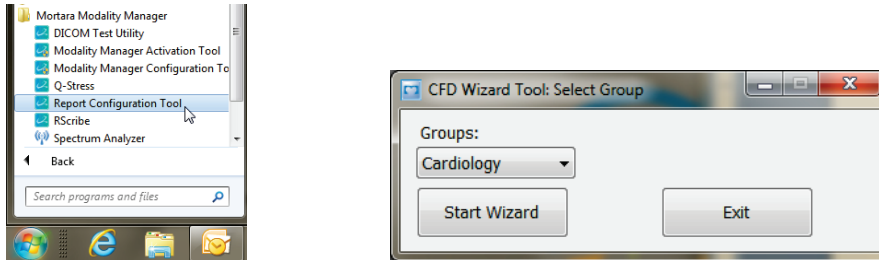 Mortara Modality Manager
DICOM Test Utility
Modality Manager Activation Tool
Modality Manager Configuration To
Q-Stress
Report Configuration Tool
RScribe
Spectrum Analyzer
Back
Search programs and files
CFD Wizard Tool: Select Group
Groups:
Cardiology
Start Wizard
Exit